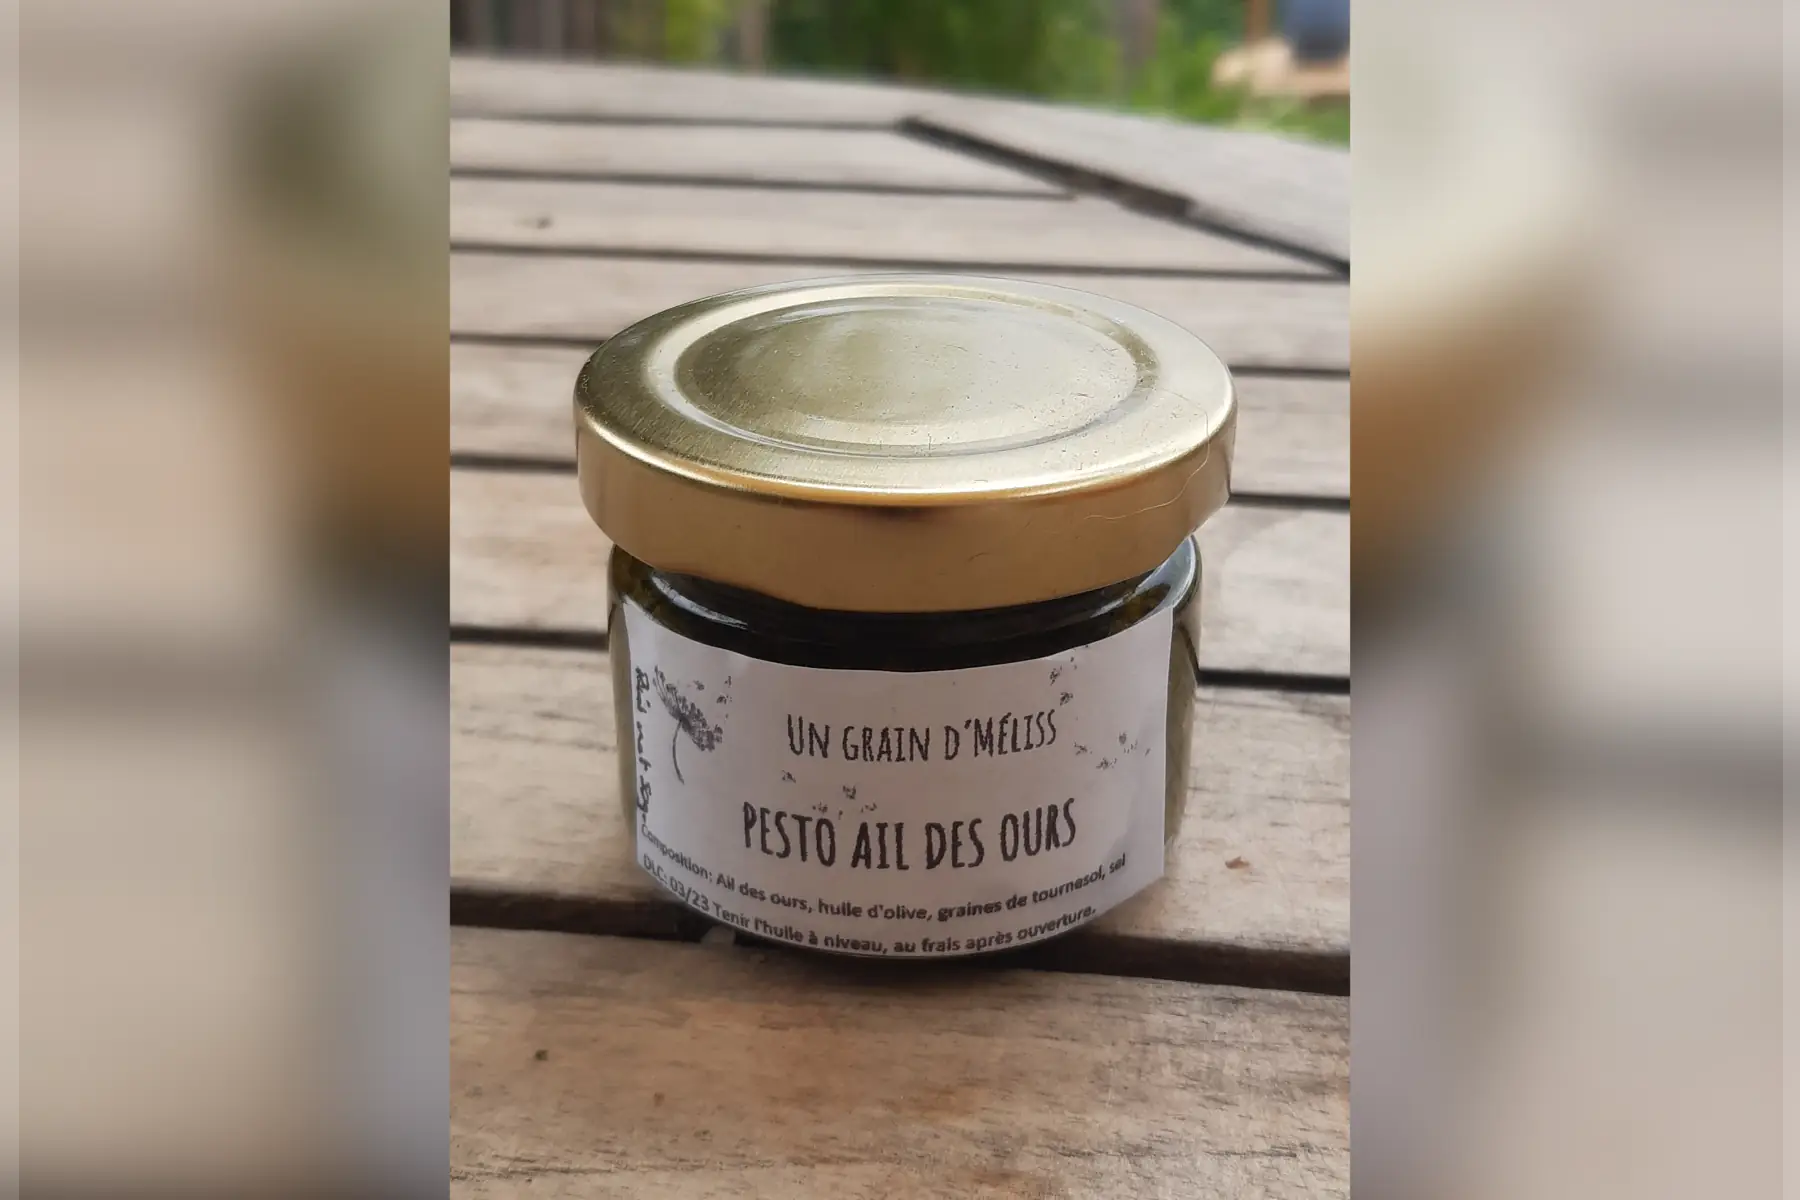 UN GRAIN D'MÉLISS
PESTO AIL DES OURS
Composition: Ail des ours, huile d'olive, graines de tournesol, sel
DLC: 03/23 Tenir l'huile à niveau, au frais après ouverture.